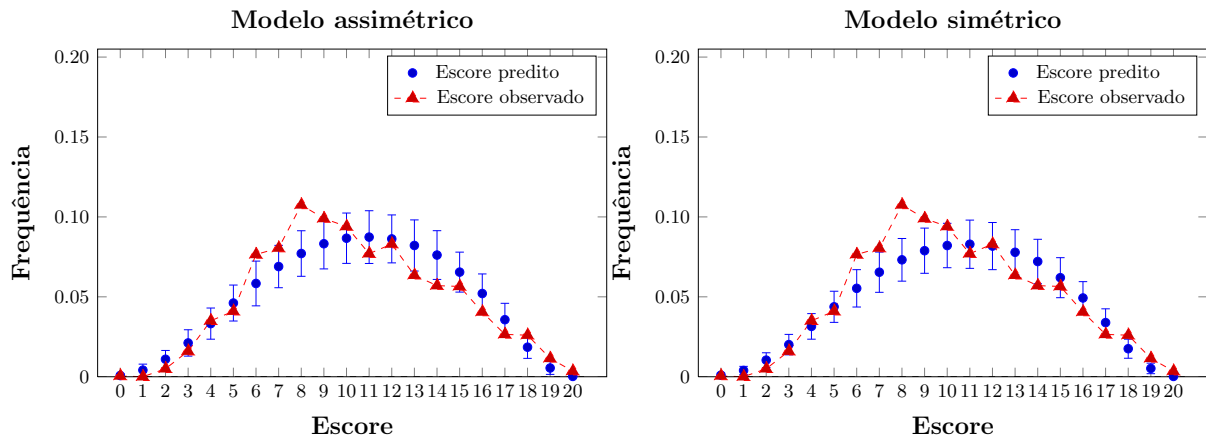 Modelo assimétrico
0.20
0.15
0.10
0.05
0
Frequência
Escore predito
Escore observado
0 1 2 3 4 5 6 7 8 9 10 11 12 13 14 15 16 17 18 19 20
Escore
Modelo simétrico
0.20
0.15
0.10
0.05
0
Frequência
Escore predito
Escore observado
0 1 2 3 4 5 6 7 8 9 10 11 12 13 14 15 16 17 18 19 20
Escore